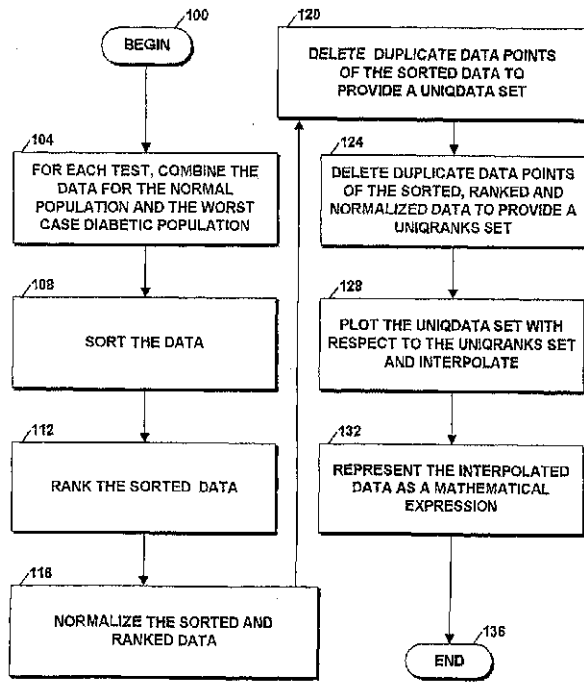 100
BEGIN
104
FOR EACH TEST, COMBINE THE
DATA FOR THE NORMAL
POPULATION AND THE WORST
CASE DIABETIC POPULATION
108
SORT THE DATA
112
RANK THE SORTED DATA
116
NORMALIZE THE SORTED AND
RANKED DATA
120
DELETE DUPLICATE DATA POINTS
OF THE SORTED DATA TO
PROVIDE A UNIQDATA SET
124
DELETE DUPLICATE DATA POINTS
OF THE SORTED, RANKED AND
NORMALIZED DATA TO PROVIDE A
UNIQRANKS SET
128
PLOT THE UNIQDATA SET WITH
RESPECT TO THE UNIQRANKS SET
AND INTERPOLATE
132
REPRESENT THE INTERPOLATED
DATA AS A MATHEMATICAL
EXPRESSION
136
END